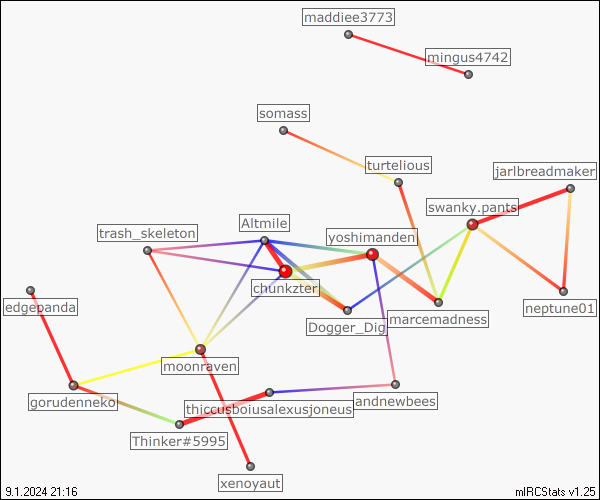 maddiee3773
mingus4742
somass
turtelious
jarlbreadmaker
swanky.pants
Altmile
trash_skeleton
yoshimanden
chunkzter
edgepanda
neptune01
marcemadness
Dogger_Dig
moonraven
gorudenneko
thiccusboiusalexusjoneus
andnewbees
Thinker#5995
xenoyaut
9.1.2024 21:16
mIRCStats v1.25